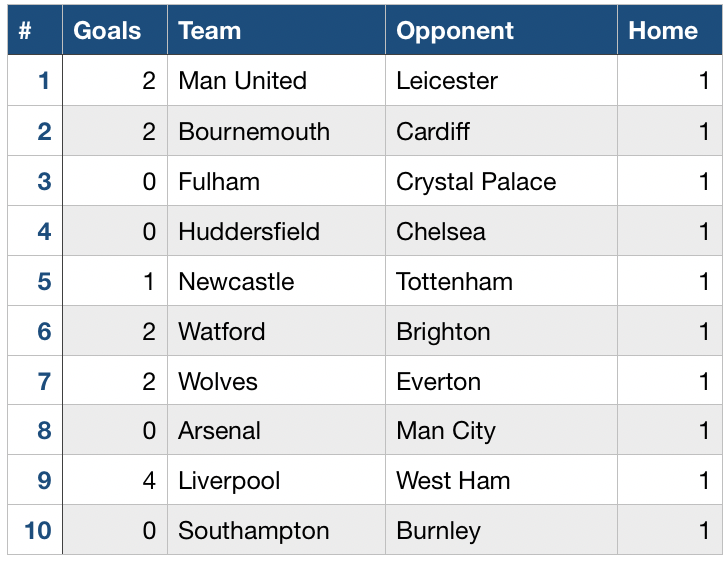 # Goals Team Opponent Home
1 2 Man United Leicester 1
2 2 Bournemouth Cardiff 1
3 0 Fulham Crystal Palace 1
4 0 Huddersfield Chelsea 1
5 1 Newcastle Tottenham 1
6 2 Watford Brighton 1
7 2 Wolves Everton 1
8 0 Arsenal Man City 1
9 4 Liverpool West Ham 1
10 0 Southampton Burnley 1